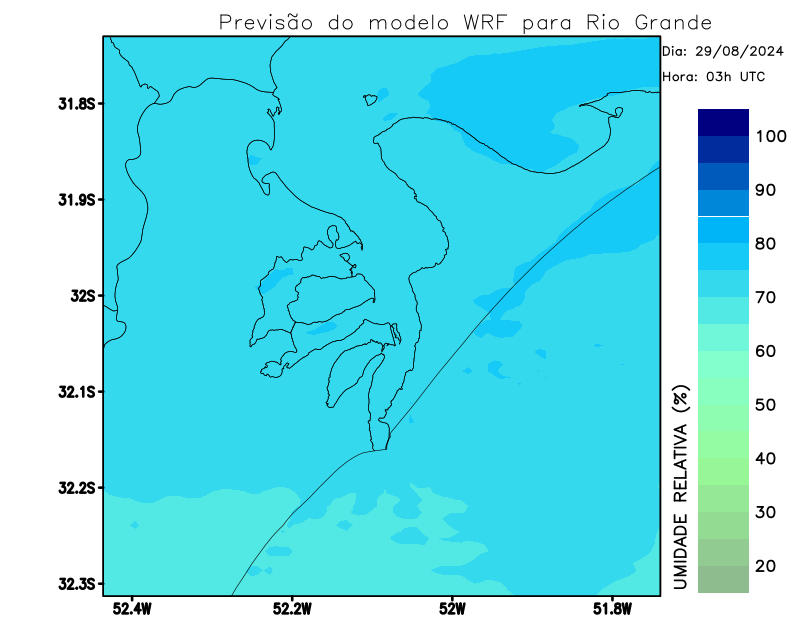 Previsão do modelo WRF para Rio Grande
Dia: 29/08/2024
Hora: 03h UTC
31.8S
31.9S
32S
32.1S
32.2S
32.3S
52.4W
52.2W
52W
51.8W
100
90
80
70
60
50
40
30
20
UMIDADE RELATIVA (%)